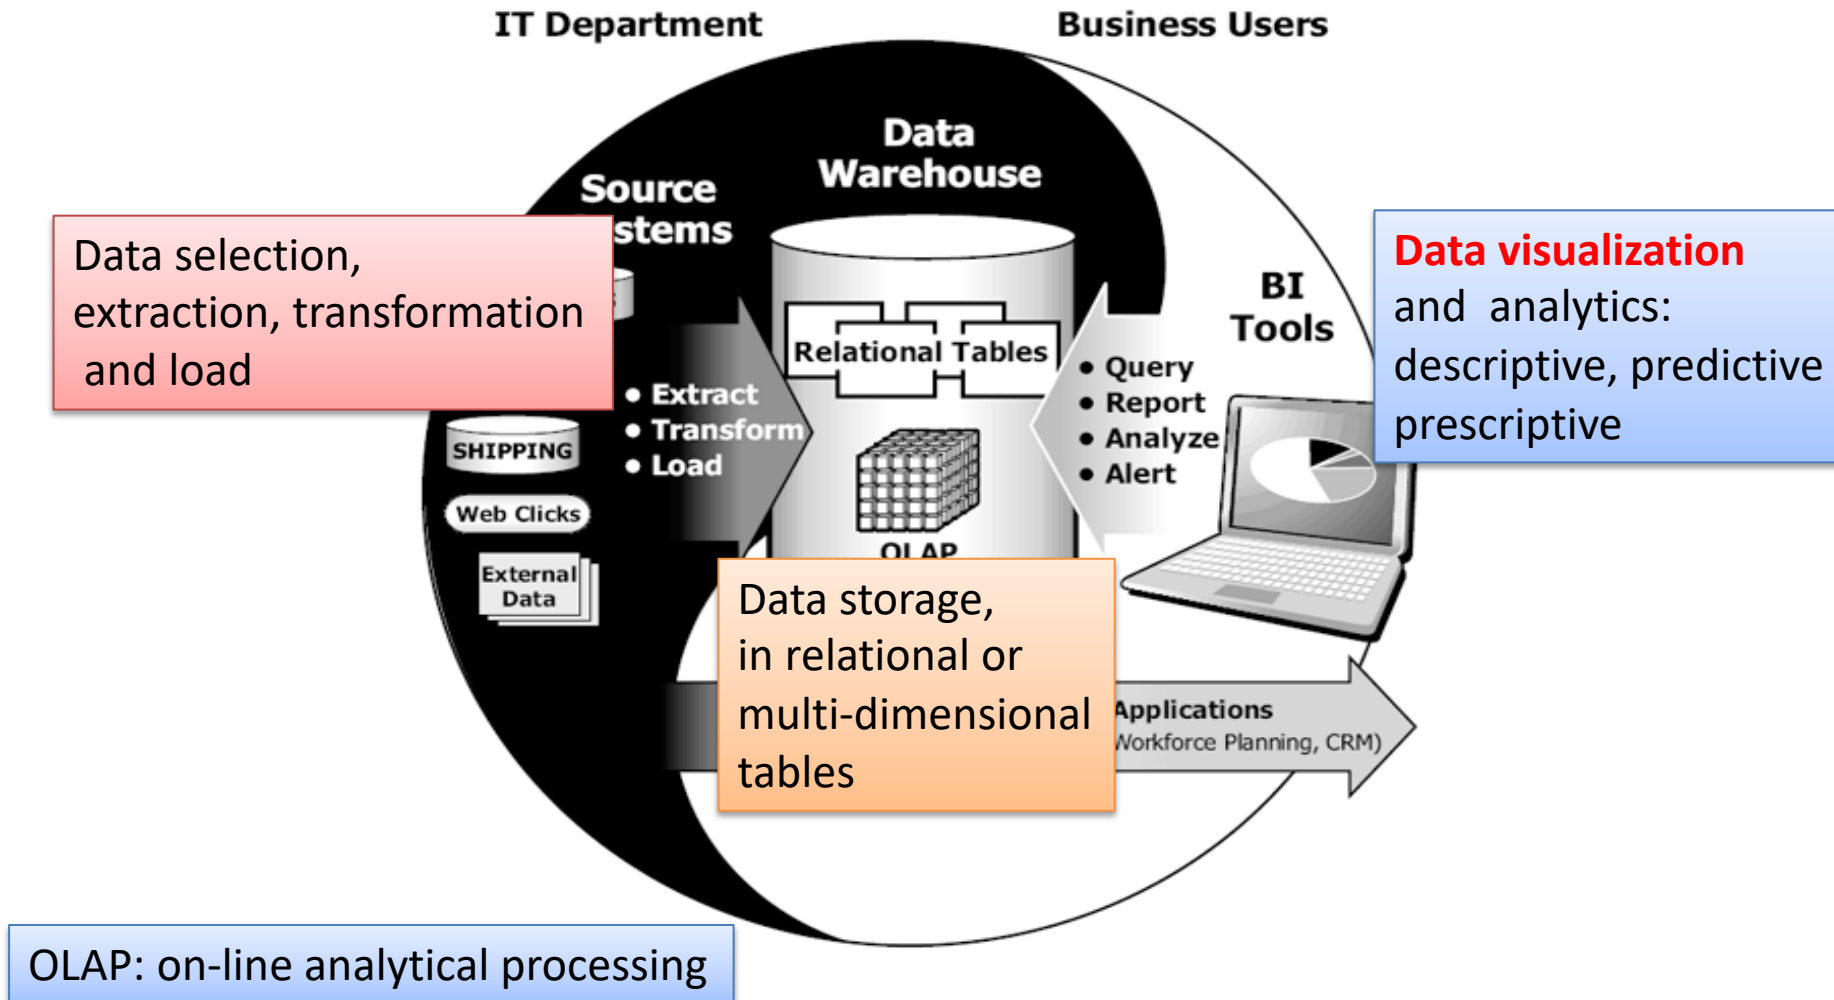 IT Department
Business Users
Data
Warehouse
Source
stems
Data selection,
extraction, transformation
and load
Relational Tables
• Extract
• Transform
• Load
SHIPPING
Web Clicks
External
Data
OLAP
• Query
• Report
• Analyze
• Alert
BI
Tools
Data visualization
and analytics:
descriptive, predictive
prescriptive
Data storage,
in relational or
multi-dimensional
tables
Applications
Workforce Planning, CRM)
OLAP: on-line analytical processing